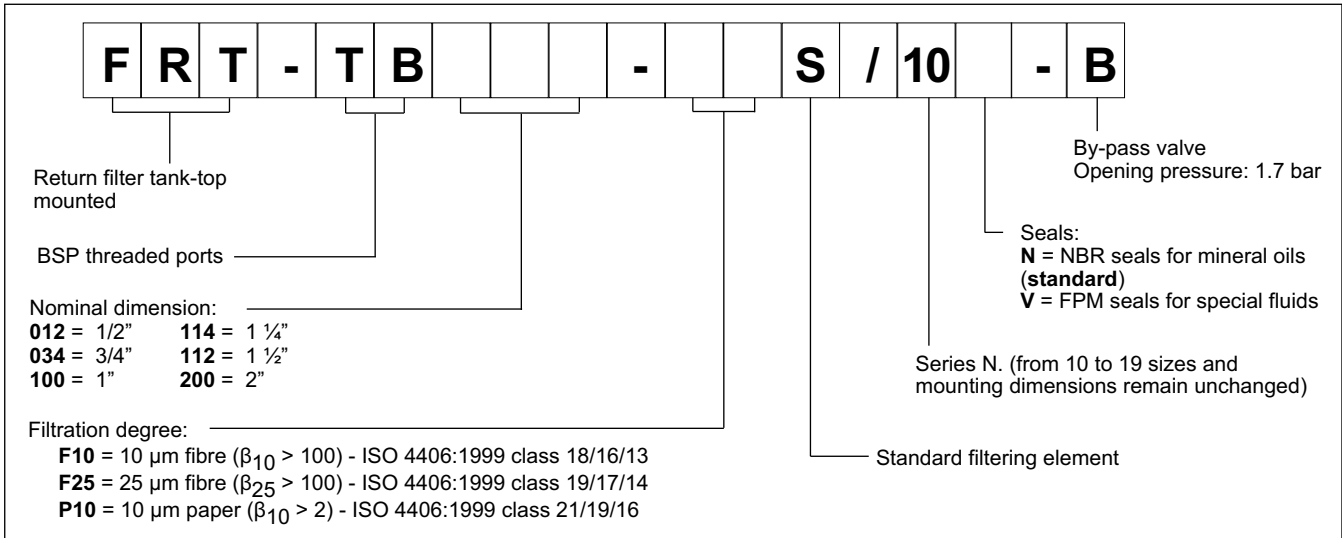 F R T - T B - S / 10 - B
Return filter tank-top
mounted
BSP threaded ports
Nominal dimension:
012 = 1/2” 114 = 1 ¼”
034 = 3/4” 112 = 1 ½”
100 = 1” 200 = 2”
Filtration degree:
F10 = 10 µm fibre (β10 > 100) - ISO 4406:1999 class 18/16/13
F25 = 25 µm fibre (β25 > 100) - ISO 4406:1999 class 19/17/14
P10 = 10 µm paper (β10 > 2) - ISO 4406:1999 class 21/19/16
By-pass valve
Opening pressure: 1.7 bar
Seals:
N = NBR seals for mineral oils
(standard)
V = FPM seals for special fluids
Series N. (from 10 to 19 sizes and
mounting dimensions remain unchanged)
Standard filtering element